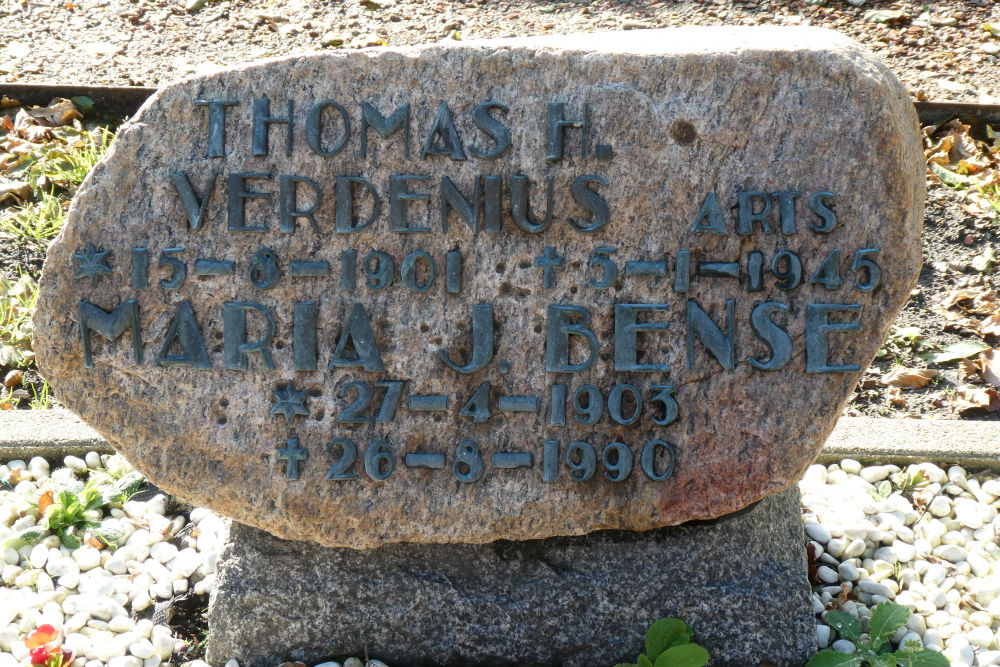 THOMAS H.
VERDENIUS ARTS
* 15-8-1901 † 5-1-1945
MARIA J. BENSE
* 27-4-1903
† 26-8-1990